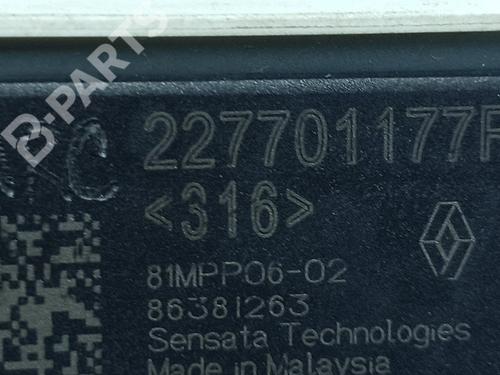 B-PARTS
227701177R
<316>
81MPP06-02
86381263
Sensata Technologies
Made in Malaysia